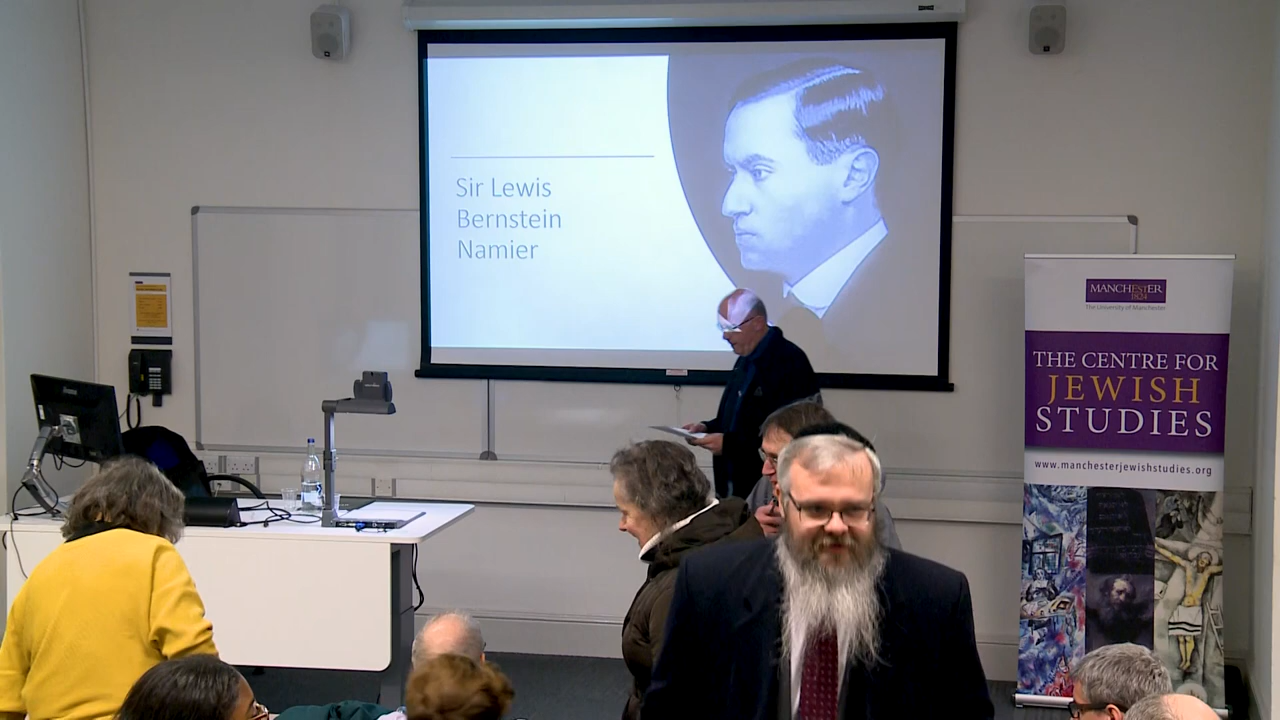 Sir Lewis
Bernstein
Namier
MANCHESTER
1824
The University of Manchester
THE CENTRE FOR
JEWISH
STUDIES
www.manchesterjewishstudies.org